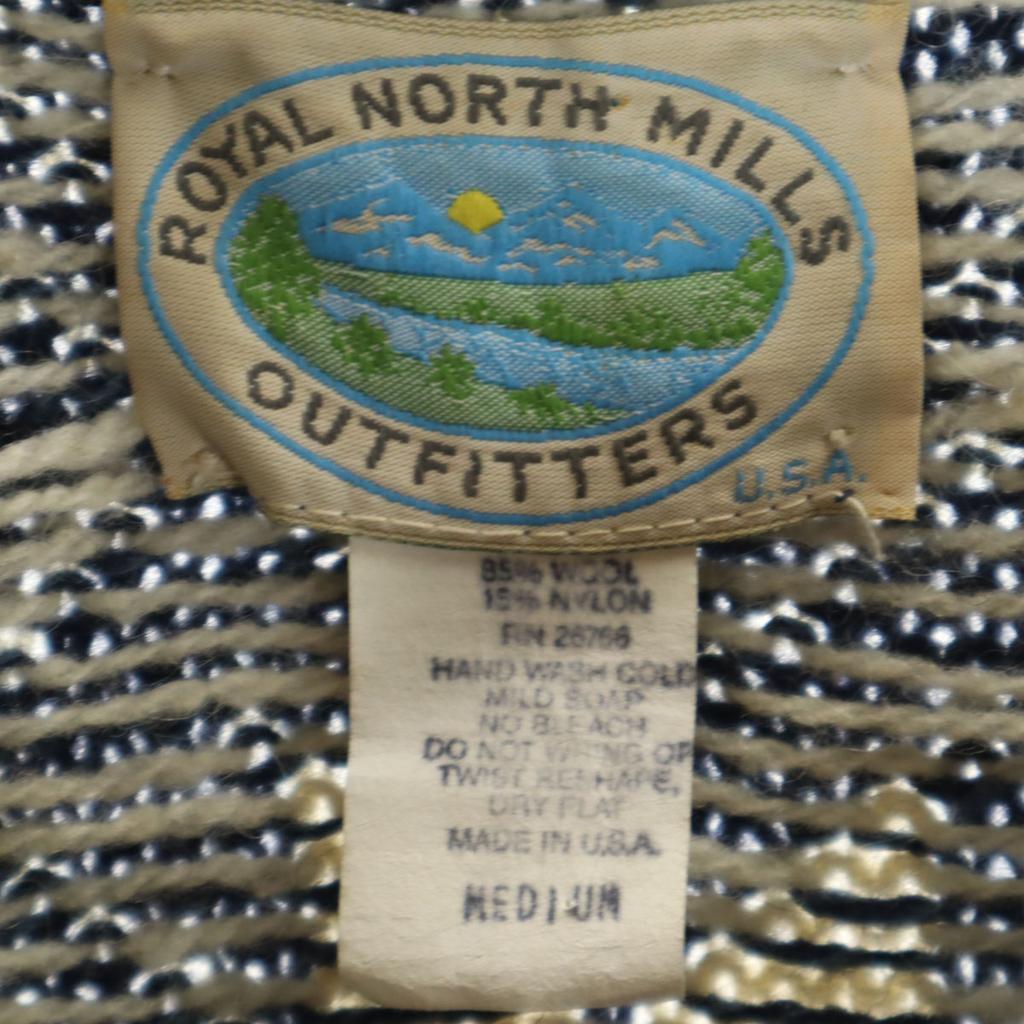 ROYAL NORTH MILLS
OUTFITTERS
U.S.A.
85% WOOL
15% NYLON
RN 26766
HAND WASH COLD
MILD SOAP
NO BLEACH
DO NOT WRING OR
TWIST RESHAPE,
DRY FLAT
MADE IN U.S.A.
MEDIUM